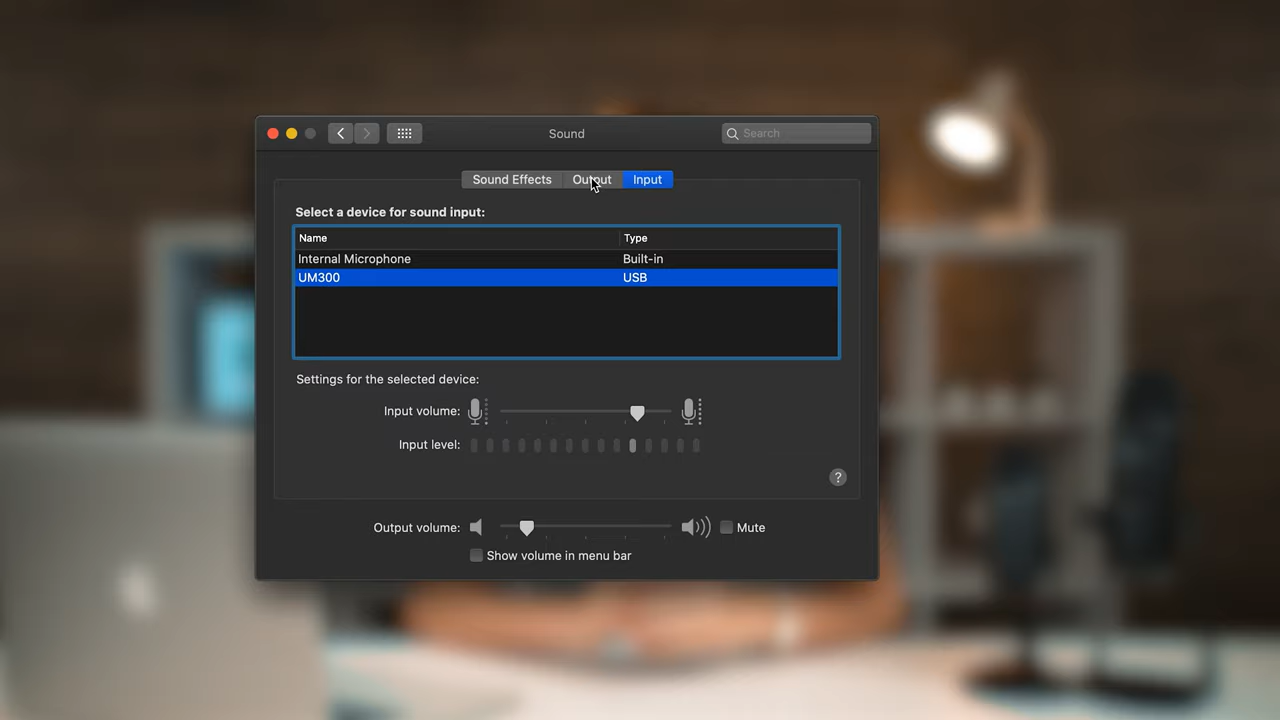 Sound
Search
Sound Effects Output Input
Select a device for sound input:
Name Type
Internal Microphone Built-in
UM300 USB
Settings for the selected device:
Input volume:
Input level:
?
Output volume: Mute
Show volume in menu bar